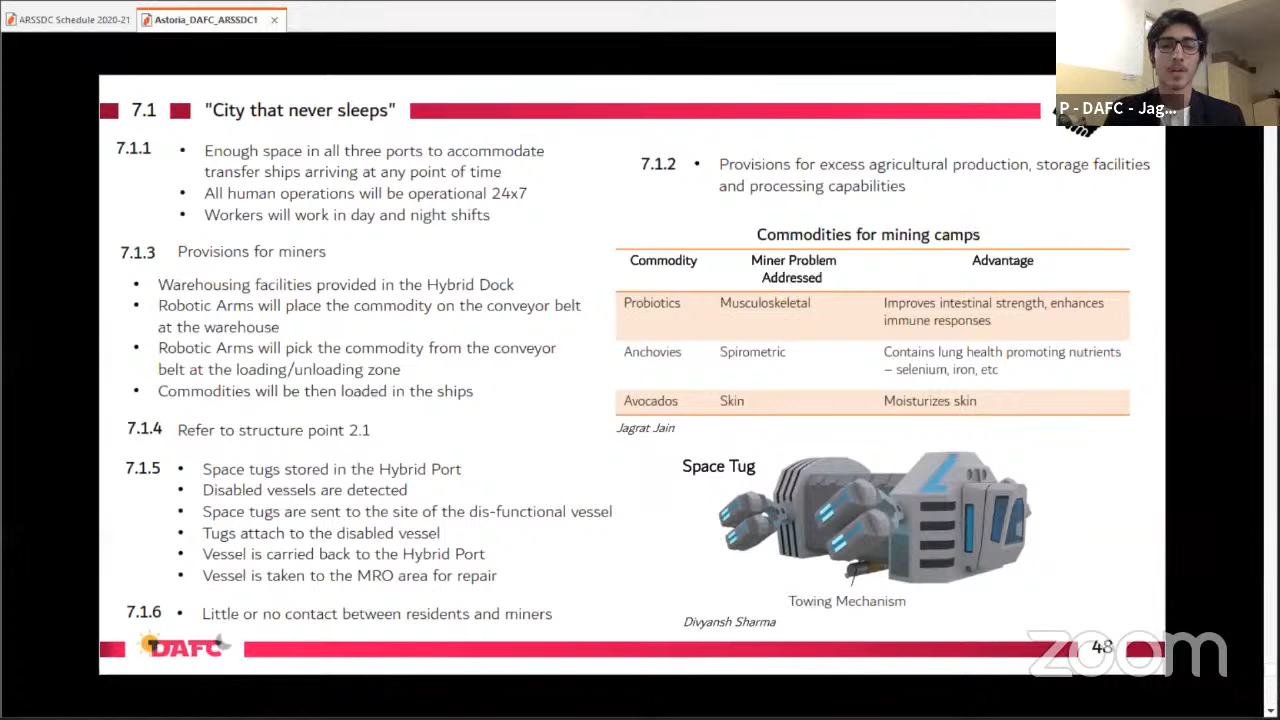 ARSSDC Schedule 2020-21
Astoria_DAFC_ARSSDC1
P - DAFC - Jag...
7.1
"City that never sleeps"
7.1.1
• Enough space in all three ports to accommodate
transfer ships arriving at any point of time
• All human operations will be operational 24x7
• Workers will work in day and night shifts
7.1.3 Provisions for miners
• Warehousing facilities provided in the Hybrid Dock
• Robotic Arms will place the commodity on the conveyor belt
at the warehouse
• Robotic Arms will pick the commodity from the conveyor
belt at the loading/unloading zone
• Commodities will be then loaded in the ships
7.1.4 Refer to structure point 2.1
7.1.5 • Space tugs stored in the Hybrid Port
• Disabled vessels are detected
• Space tugs are sent to the site of the dis-functional vessel
• Tugs attach to the disabled vessel
• Vessel is carried back to the Hybrid Port
• Vessel is taken to the MRO area for repair
7.1.6 • Little or no contact between residents and miners
7.1.2 • Provisions for excess agricultural production, storage facilities
and processing capabilities
Commodities for mining camps
Commodity Miner Problem Advantage
Addressed
Probiotics Musculoskeletal Improves intestinal strength, enhances
immune responses
Anchovies Spirometric Contains lung health promoting nutrients
– selenium, iron, etc
Avocados Skin Moisturizes skin
Jagrat Jain
Space Tug
Towing Mechanism
Divyansh Sharma
DAFC
48
zoom